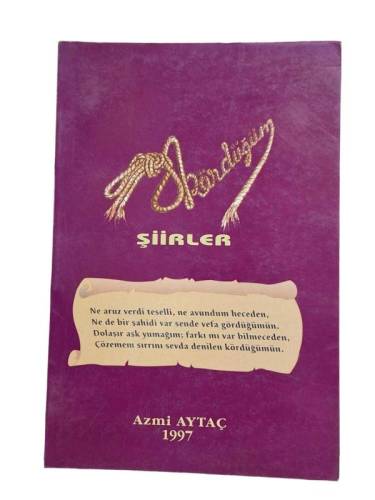 Kördüğüm
ŞİİRLER
Ne aruz verdi teselli, ne avundum heceden,
Ne de bir şahidi var sende vefa gördüğümün.
Dolaşır aşk yumağım; farkı mı var bilmeceden,
Çözemem sırrını sevda denilen kördüğümün.
Azmi AYTAÇ
1997